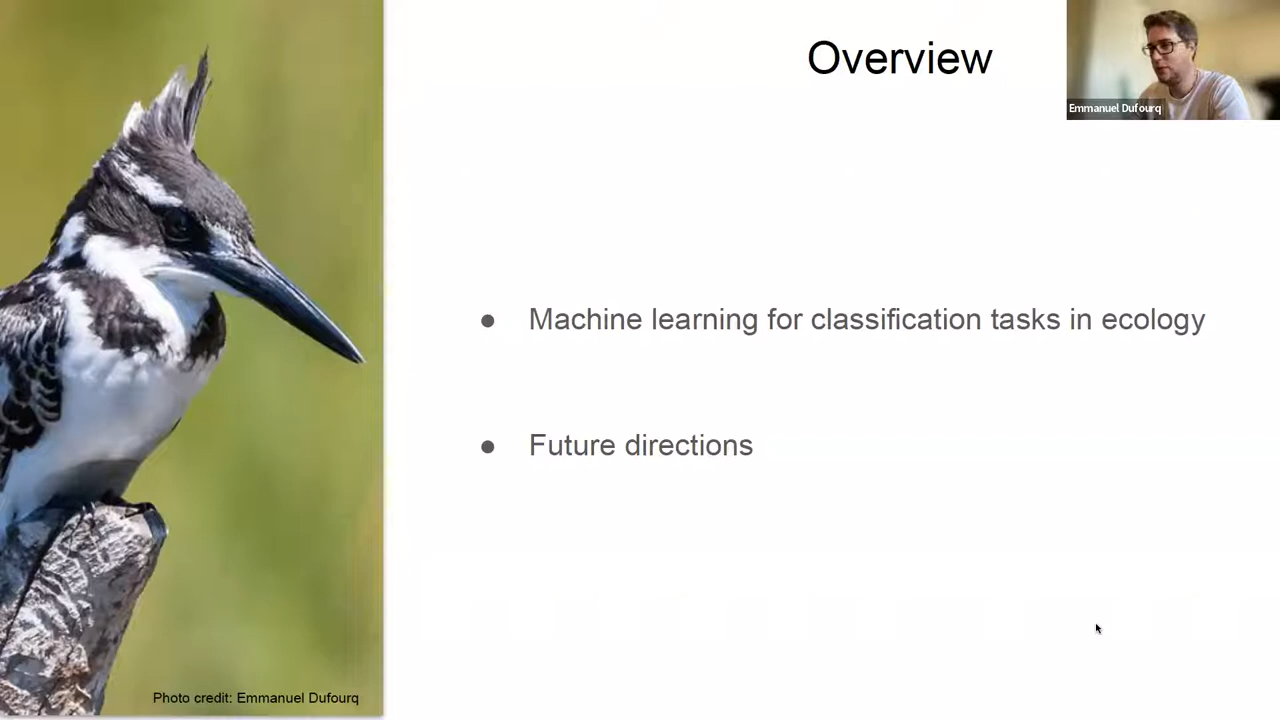 Overview
Emmanuel Dufourq
● Machine learning for classification tasks in ecology
● Future directions
Photo credit: Emmanuel Dufourq